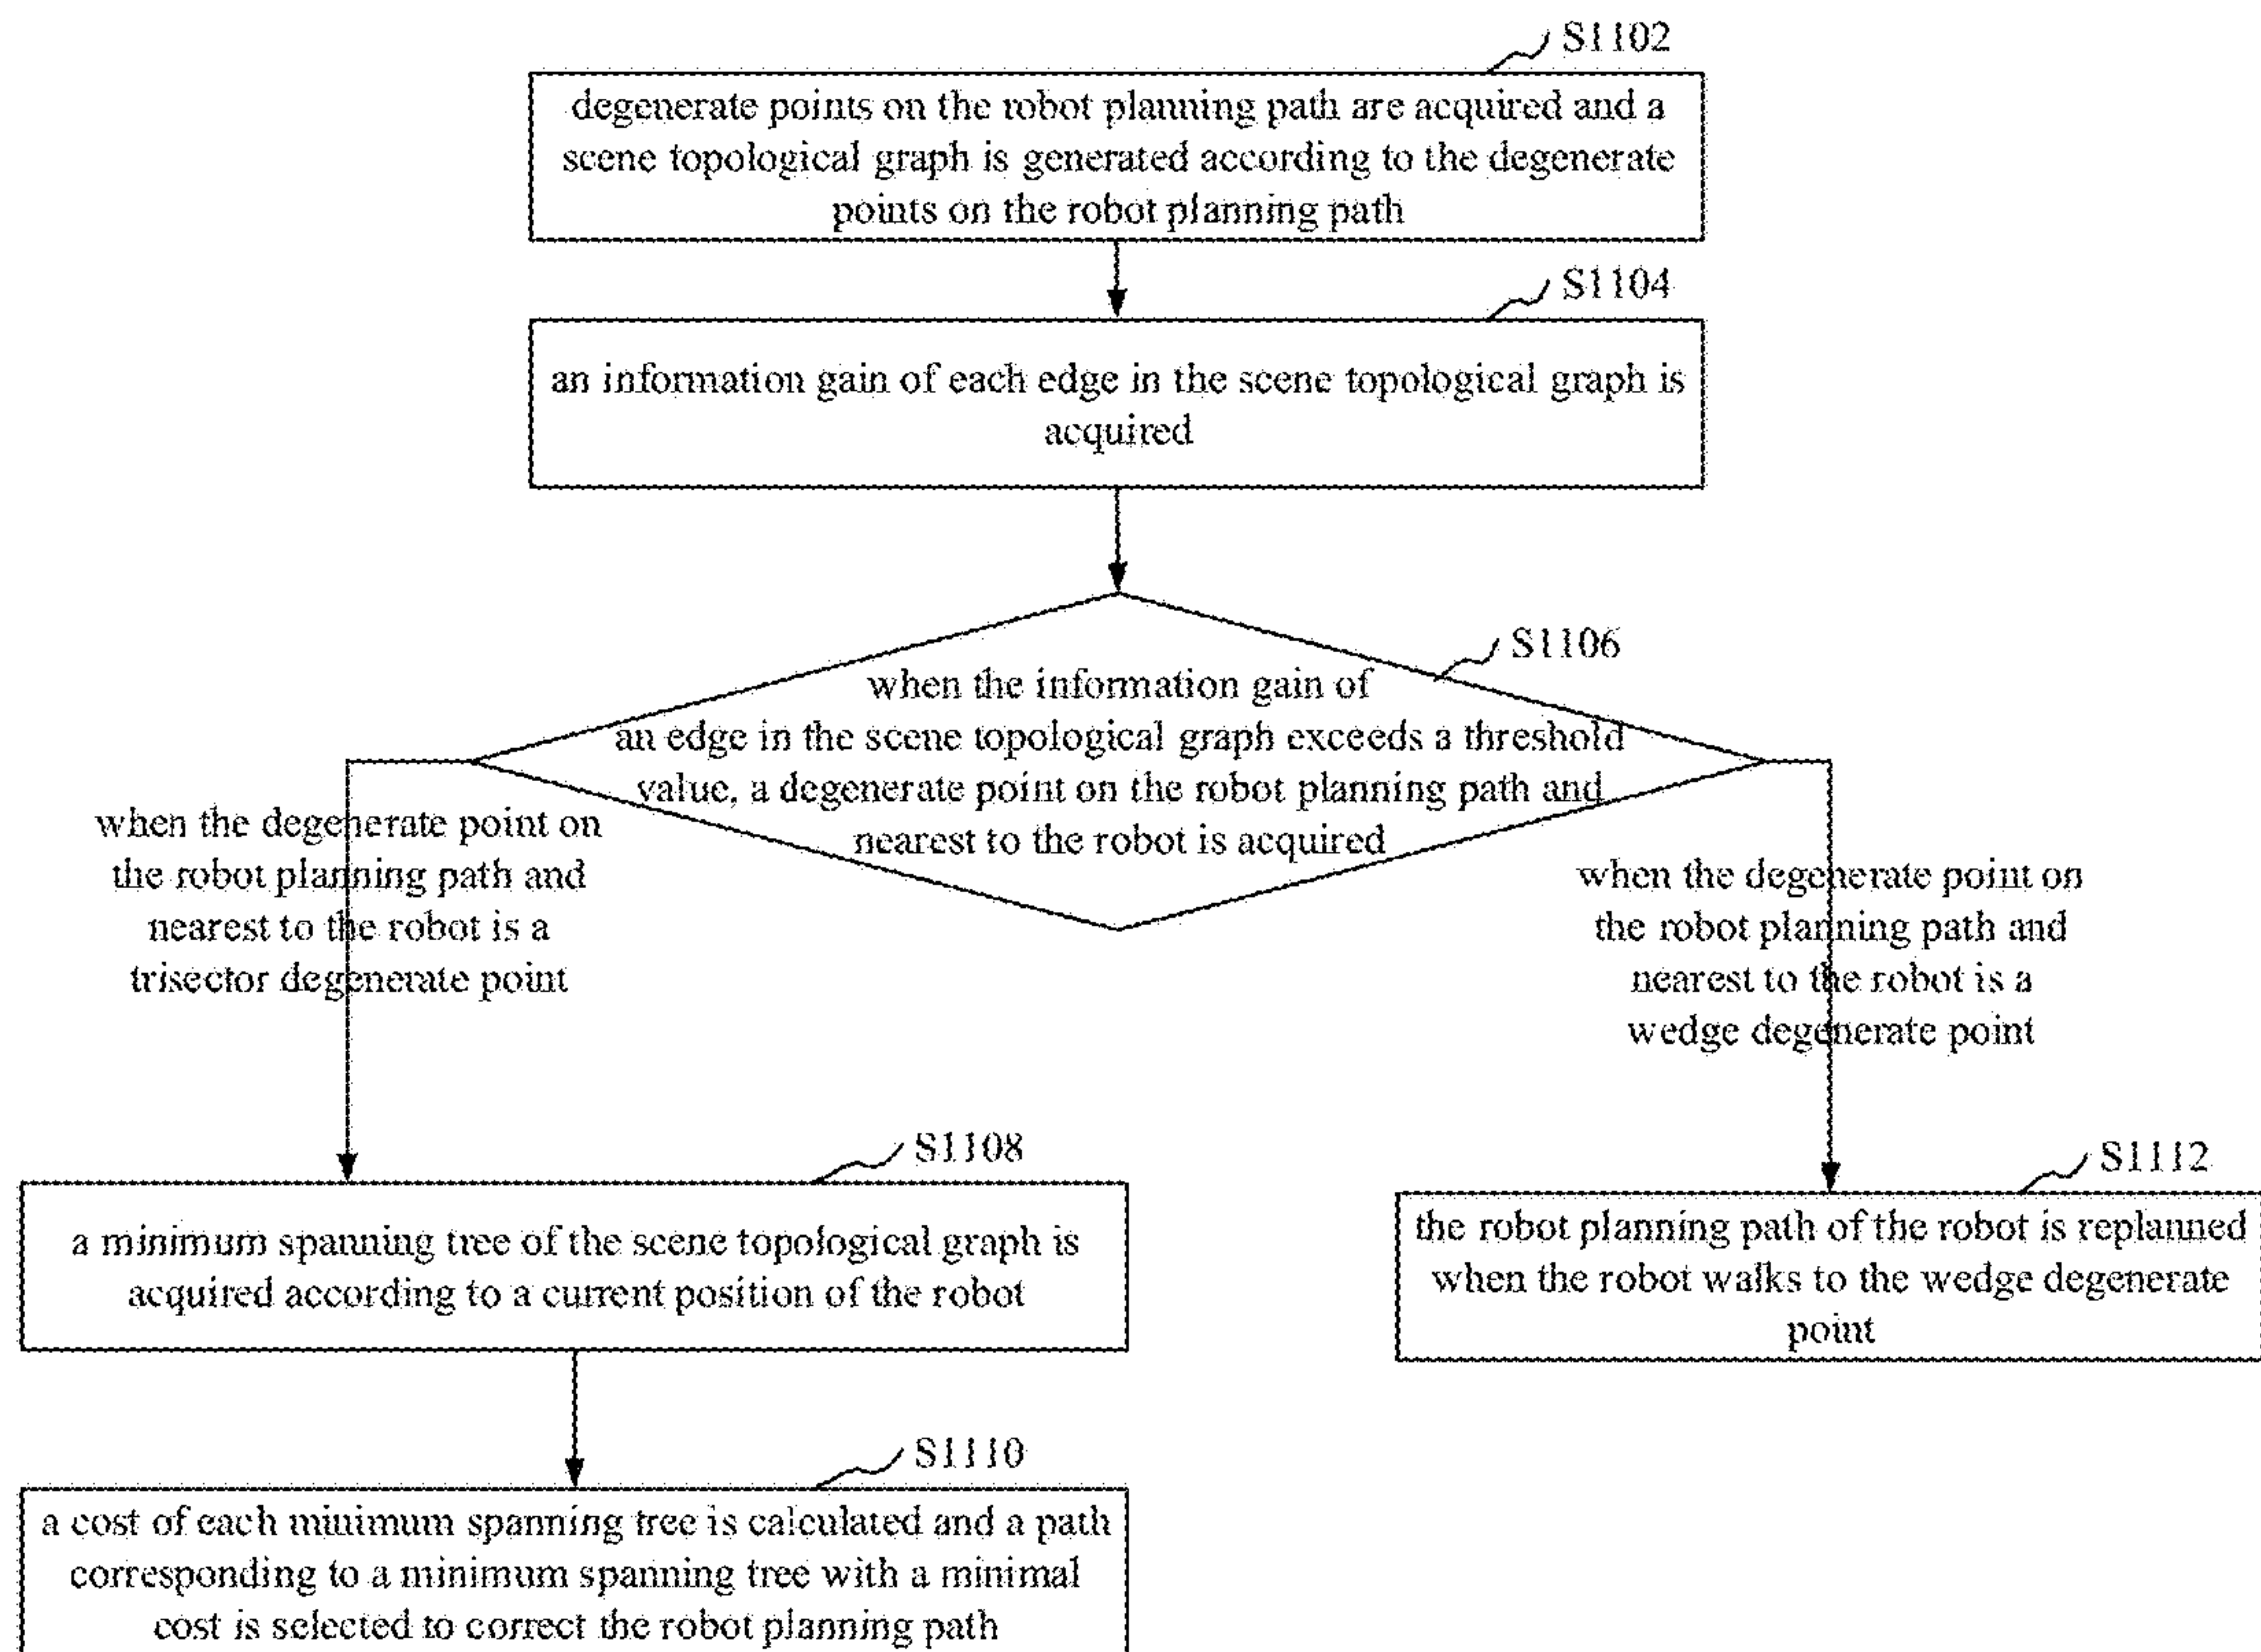 S1102
degenerate points on the robot planning path are acquired and a
scene topological graph is generated according to the degenerate
points on the robot planning path
S1104
an information gain of each edge in the scene topological graph is
acquired
S1106
when the information gain of
an edge in the scene topological graph exceeds a threshold
value, a degenerate point on the robot planning path and
nearest to the robot is acquired
when the degenerate point on
the robot planning path and
nearest to the robot is a
trisector degenerate point
when the degenerate point on
the robot planning path and
nearest to the robot is a
wedge degenerate point
S1108
a minimum spanning tree of the scene topological graph is
acquired according to a current position of the robot
S1112
the robot planning path of the robot is replanned
when the robot walks to the wedge degenerate
point
S1110
a cost of each minimum spanning tree is calculated and a path
corresponding to a minimum spanning tree with a minimal
cost is selected to correct the robot planning path